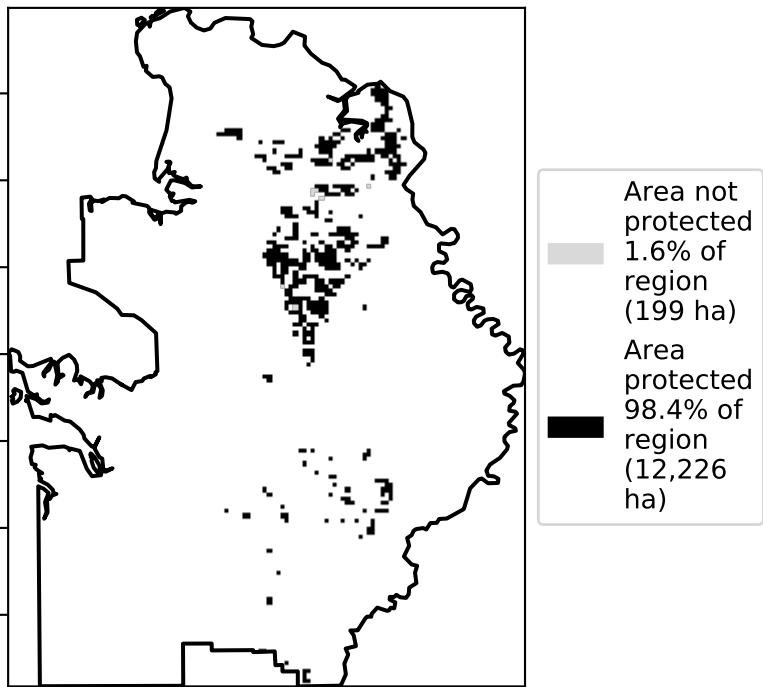 Area not
protected
1.6% of
region
(199 ha)
Area
protected
98.4% of
region
(12,226
ha)